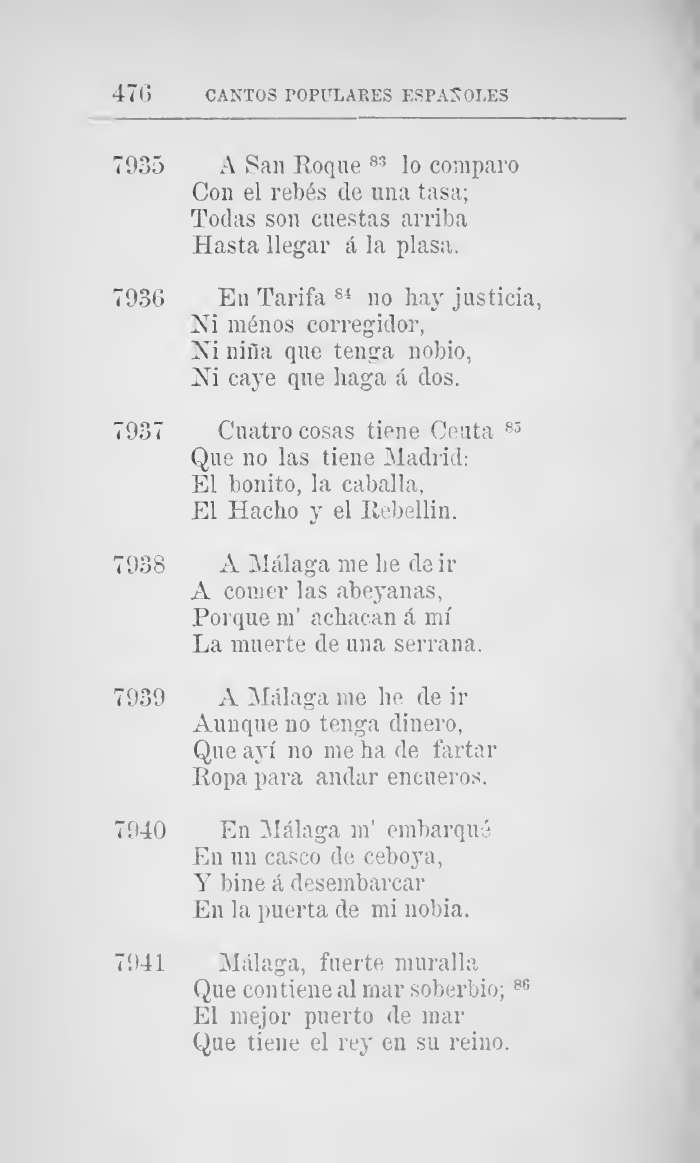 476 CANTOS POPULARES ESPAÑOLES
7935 A San Roque 83 lo comparo
Con el rebés de una tasa;
Todas son cuestas arriba
Hasta llegar á la plasa.
7936 En Tarifa 84 no hay justicia,
Ni ménos corregidor,
Ni niña que tenga nobio,
Ni caye que haga á dos.
7937 Cuatro cosas tiene Ceuta 85
Que no las tiene Madrid:
El bonito, la caballa,
El Hacho y el Rebellin.
7938 A Málaga me he de ir
A comer las abeyanas,
Porque m' achacan á mí
La muerte de una serrana.
7939 A Málaga me he de ir
Aunque no tenga dinero,
Que ayí no me ha de fartar
Ropa para andar encueros.
7940 En Málaga m' embarqué
En un casco de ceboya,
Y bine á desembarcar
En la puerta de mi nobia.
7941 Málaga, fuerte muralla
Que contiene al mar soberbio; 86
El mejor puerto de mar
Que tiene el rey en su reino.